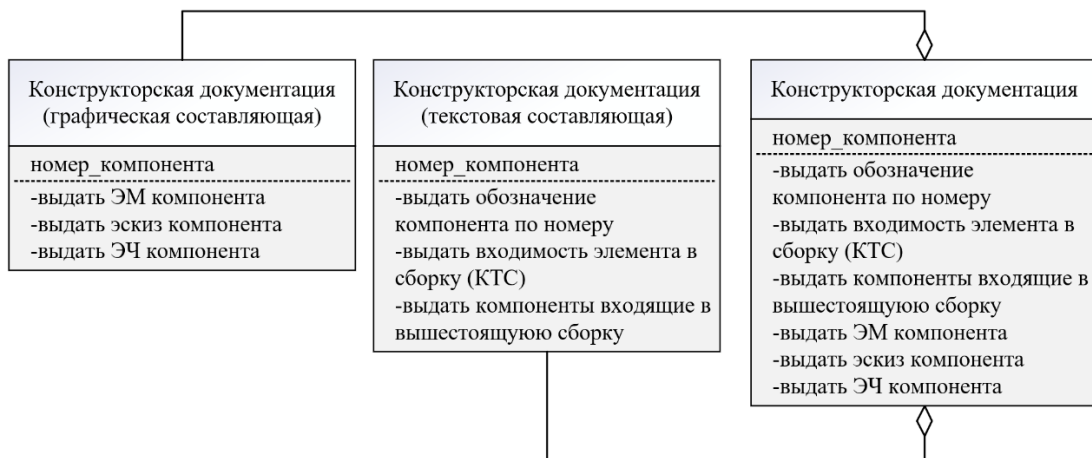 Конструкторская документация
(графическая составляющая)
номер_компонента
-выдать ЭМ компонента
-выдать эскиз компонента
-выдать ЭЧ компонента
Конструкторская документация
(текстовая составляющая)
номер_компонента
-выдать обозначение
компонента по номеру
-выдать входимость элемента в
сборку (КТС)
-выдать компоненты входящие в
вышестоящуюю сборку
Конструкторская документация
номер_компонента
-выдать обозначение
компонента по номеру
-выдать входимость элемента в
сборку (КТС)
-выдать компоненты входящие в
вышестоящуюю сборку
-выдать ЭМ компонента
-выдать эскиз компонента
-выдать ЭЧ компонента